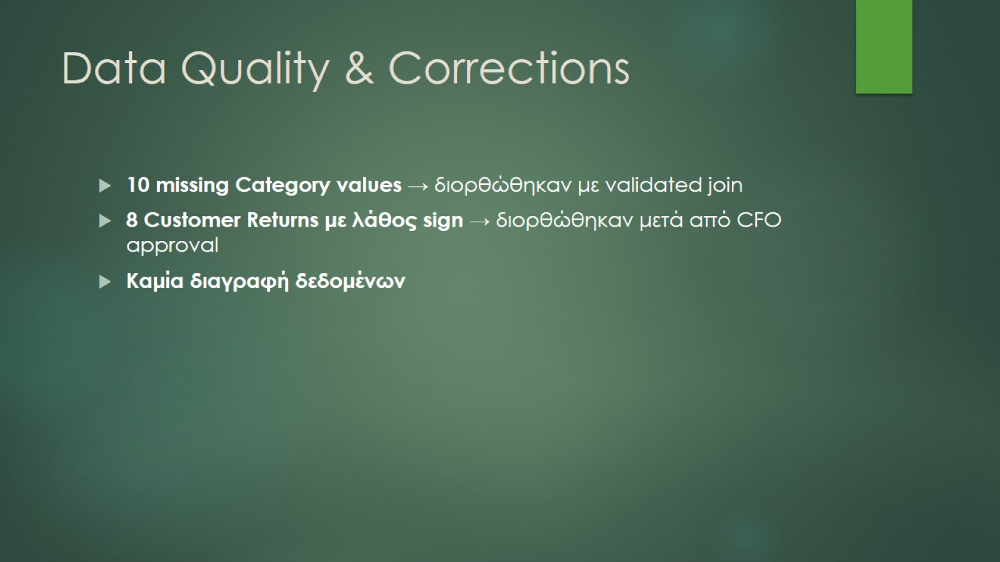 Data Quality & Corrections
10 missing Category values → διορθώθηκαν με validated join
8 Customer Returns με λάθος sign → διορθώθηκαν μετά από CFO
approval
Καμία διαγραφή δεδομένων